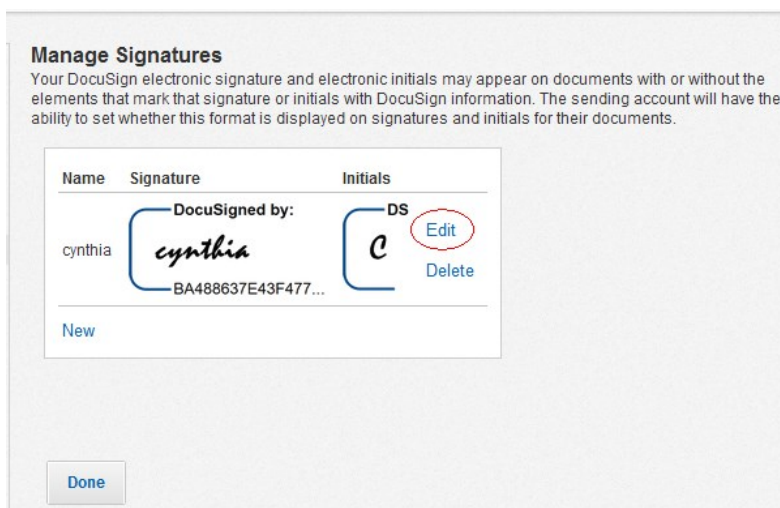 Manage Signatures
Your DocuSign electronic signature and electronic initials may appear on documents with or without the
elements that mark that signature or initials with DocuSign information. The sending account will have the
ability to set whether this format is displayed on signatures and initials for their documents.
Name Signature Initials
DocuSigned by: DS
cynthia cynthia C Edit
Delete
BA488637E43F477...
New
Done